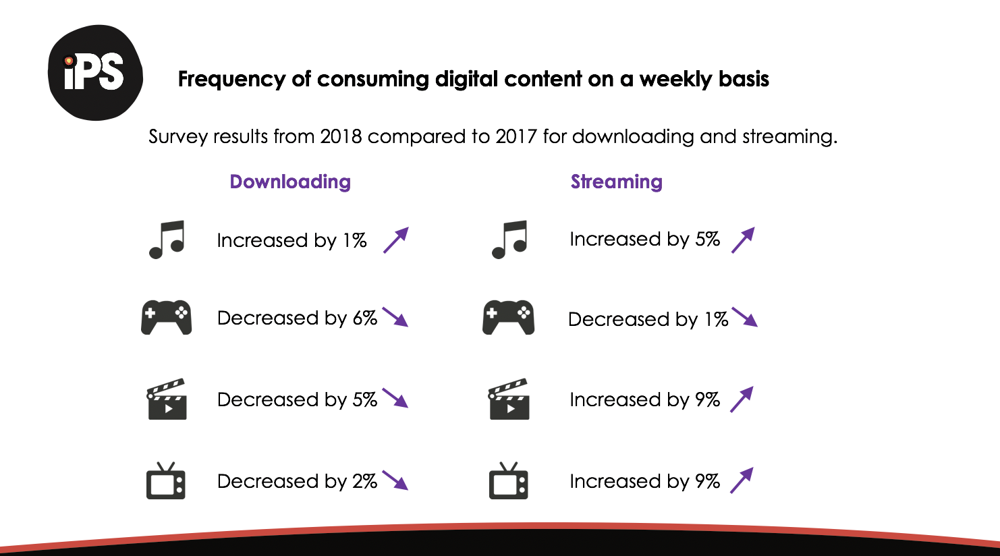 iPS
Frequency of consuming digital content on a weekly basis
Survey results from 2018 compared to 2017 for downloading and streaming.
Downloading
Streaming
Increased by 1%
Increased by 5%
Decreased by 6%
Decreased by 1%
Decreased by 5%
Increased by 9%
Decreased by 2%
Increased by 9%